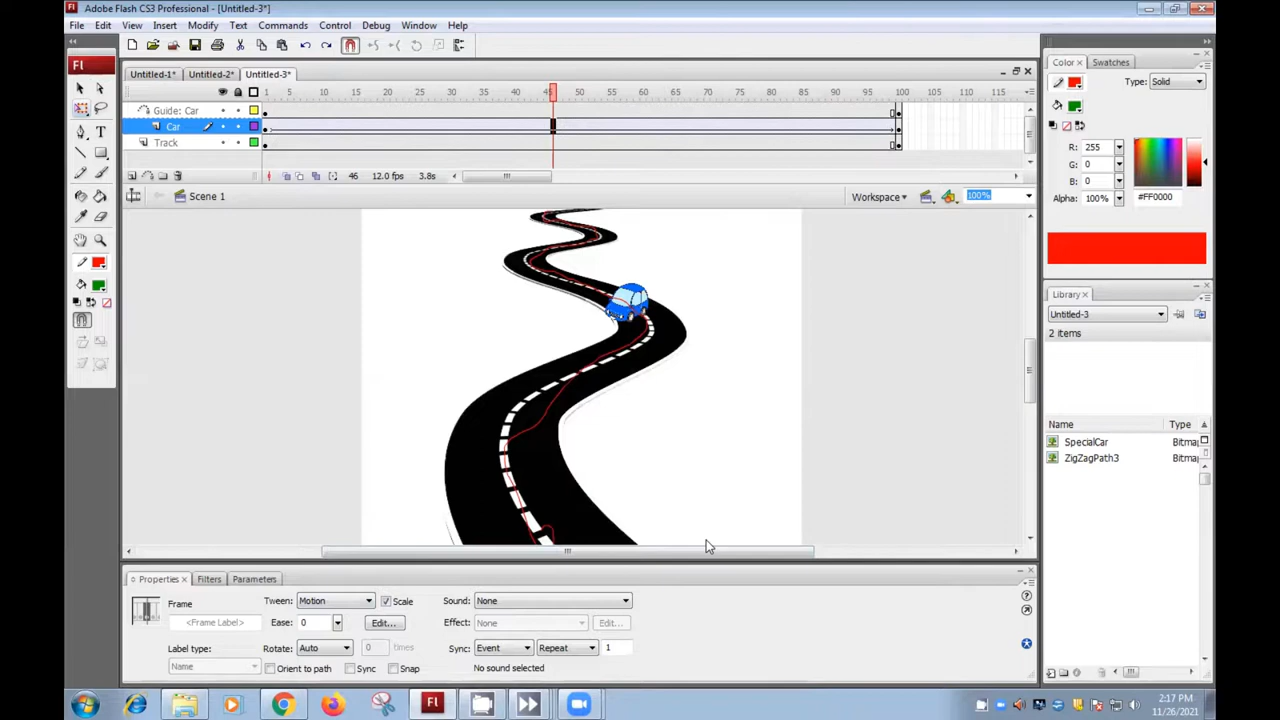 Adobe Flash CS3 Professional - [Untitled-3*]
File Edit View Insert Modify Text Commands Control Debug Window Help
Fl
Untitled-1* Untitled-2* Untitled-3*
1 5 10 15 20 25 30 35 40 45 50 55 60 65 70 75 80 85 90 95 100 105 110 115
Guide: Car
Car
Track
46 12.0 fps 3.8s
Scene 1
Workspace
100%
Color Swatches
Type: Solid
R: 255
G: 0
B: 0
Alpha: 100%
#FF0000
Library
Untitled-3
2 items
Name Type
SpecialCar Bitma
ZigZagPath3 Bitma
Properties Filters Parameters
Frame
<Frame Label>
Label type:
Name
Tween: Motion Scale
Ease: 0 Edit...
Rotate: Auto 0 times
Orient to path Sync Snap
Sound: None
Effect: None Edit...
Sync: Event Repeat 1
No sound selected
Fl
2:17 PM
11/26/2021